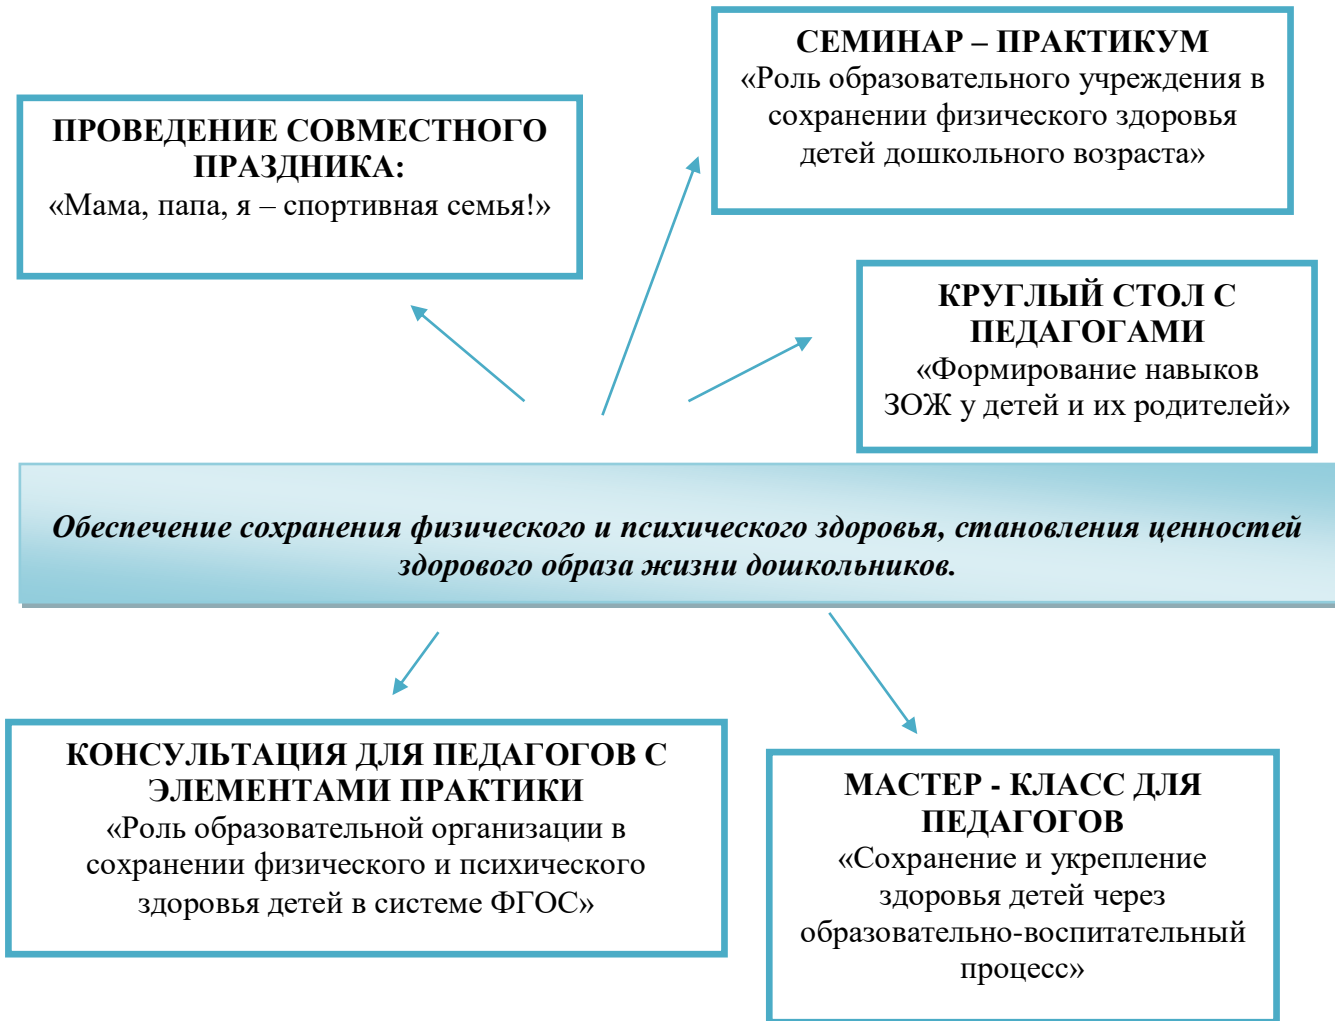 СЕМИНАР – ПРАКТИКУМ
«Роль образовательного учреждения в
сохранении физического здоровья
детей дошкольного возраста»
ПРОВЕДЕНИЕ СОВМЕСТНОГО
ПРАЗДНИКА:
«Мама, папа, я – спортивная семья!»
КРУГЛЫЙ СТОЛ С
ПЕДАГОГАМИ
«Формирование навыков
ЗОЖ у детей и их родителей»
Обеспечение сохранения физического и психического здоровья, становления ценностей
здорового образа жизни дошкольников.
КОНСУЛЬТАЦИЯ ДЛЯ ПЕДАГОГОВ С
ЭЛЕМЕНТАМИ ПРАКТИКИ
«Роль образовательной организации в
сохранении физического и психического
здоровья детей в системе ФГОС»
МАСТЕР - КЛАСС ДЛЯ
ПЕДАГОГОВ
«Сохранение и укрепление
здоровья детей через
образовательно-воспитательный
процесс»